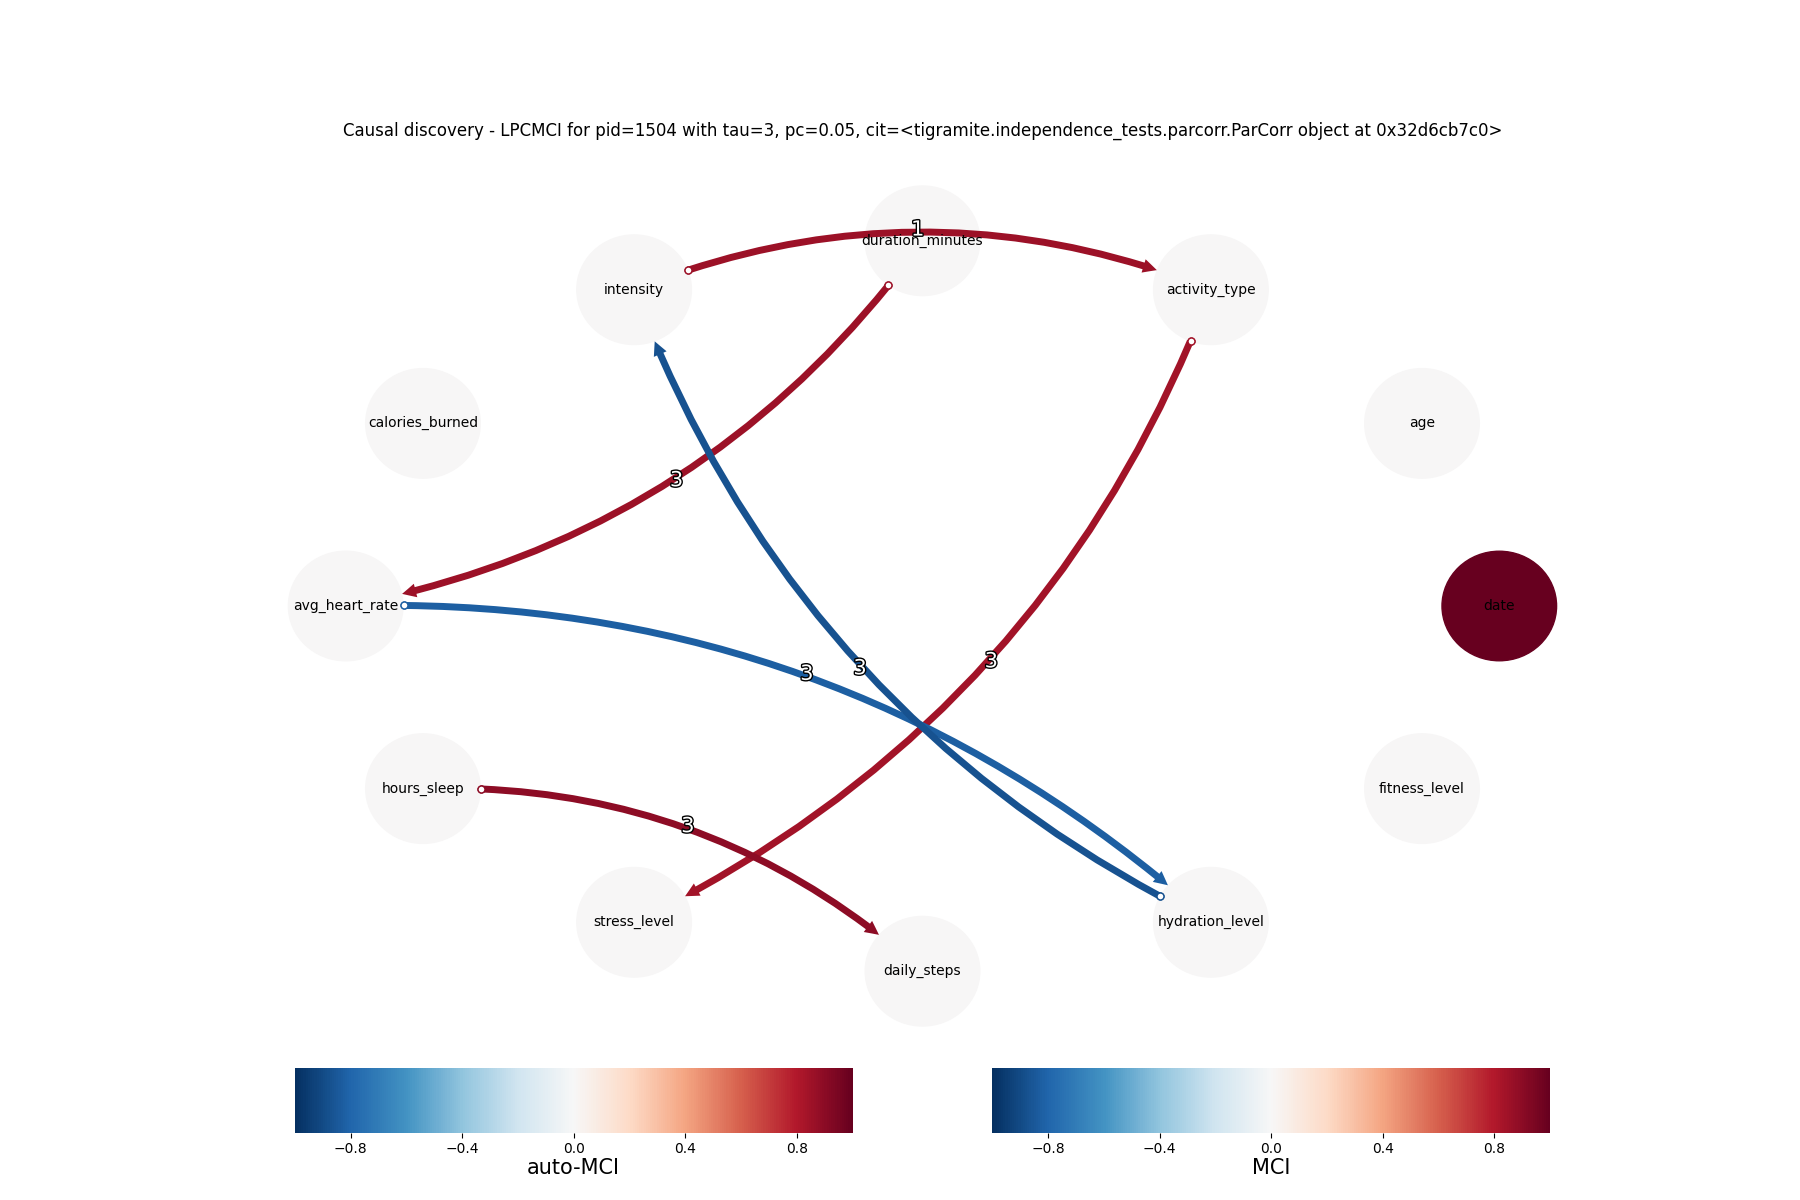 Causal discovery - LPCMCI for pid=1504 with tau=3, pc=0.05, cit=<tigramite.independence_tests.parcorr.ParCorr object at 0x32d6cb7c0>
1
duration_minutes
intensity
activity_type
calories_burned
age
3
avg_heart_rate
date
3
3
3
hours_sleep
fitness_level
3
stress_level
hydration_level
daily_steps
−0.8 −0.4 0.0 0.4 0.8
auto-MCI
−0.8 −0.4 0.0 0.4 0.8
MCI